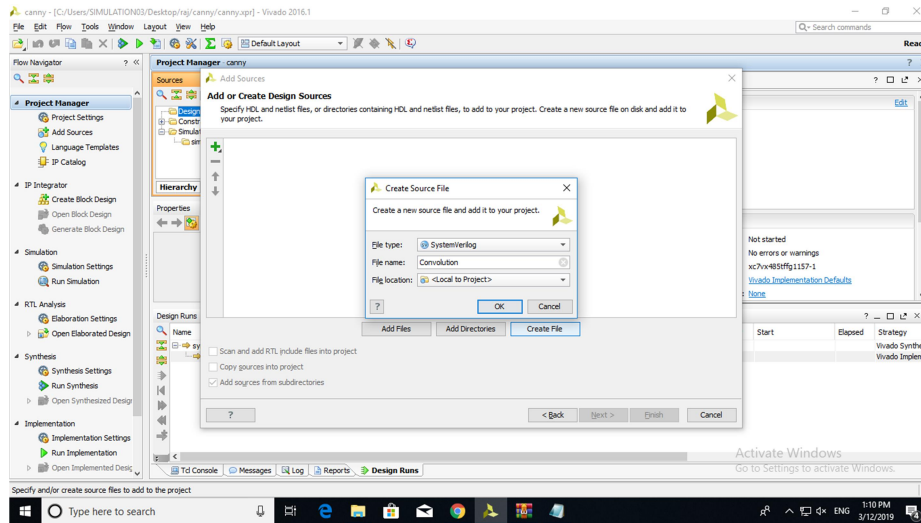 canny - [C:/Users/SIMULATION03/Desktop/raj/canny/canny.xpr] - Vivado 2016.1
File Edit Flow Tools Window Layout View Help
Q- Search commands
Default Layout
Flow Navigator
Project Manager
Project Settings
Add Sources
Language Templates
IP Catalog
IP Integrator
Create Block Design
Open Block Design
Generate Block Design
Simulation
Simulation Settings
Run Simulation
RTL Analysis
Elaboration Settings
Open Elaborated Design
Synthesis
Synthesis Settings
Run Synthesis
Open Synthesized Design
Implementation
Implementation Settings
Run Implementation
Project Manager canny
Sources
Design
Constr
Simulat
sim
Hierarchy
Properties
Design Runs
Name
sy
Add Sources
Add or Create Design Sources
Specify HDL and netlist files, or directories containing HDL and netlist files, to add to your project. Create a new source file on disk and add it to
your project.
Create Source File
Create a new source file and add it to your project.
File type: SystemVerilog
File name: Convolution
File location: <Local to Project>
? OK Cancel
Add Files Add Directories Create File
Scan and add RTL include files into project
Copy sources into project
Add sources from subdirectories
? < Back Next > Finish Cancel
Edit
Not started
No errors or warnings
xc7vx485tffg1157-1
Vivado Implementation Defaults
None
Start Elapsed Strategy
Vivado Synthe
Vivado Implen
Activate Windows
Go to Settings to activate Windows.
Tcl Console Messages Log Reports Design Runs
Specify and/or create source files to add to the project
Type here to search
ENG
1:10 PM
3/12/2019
4